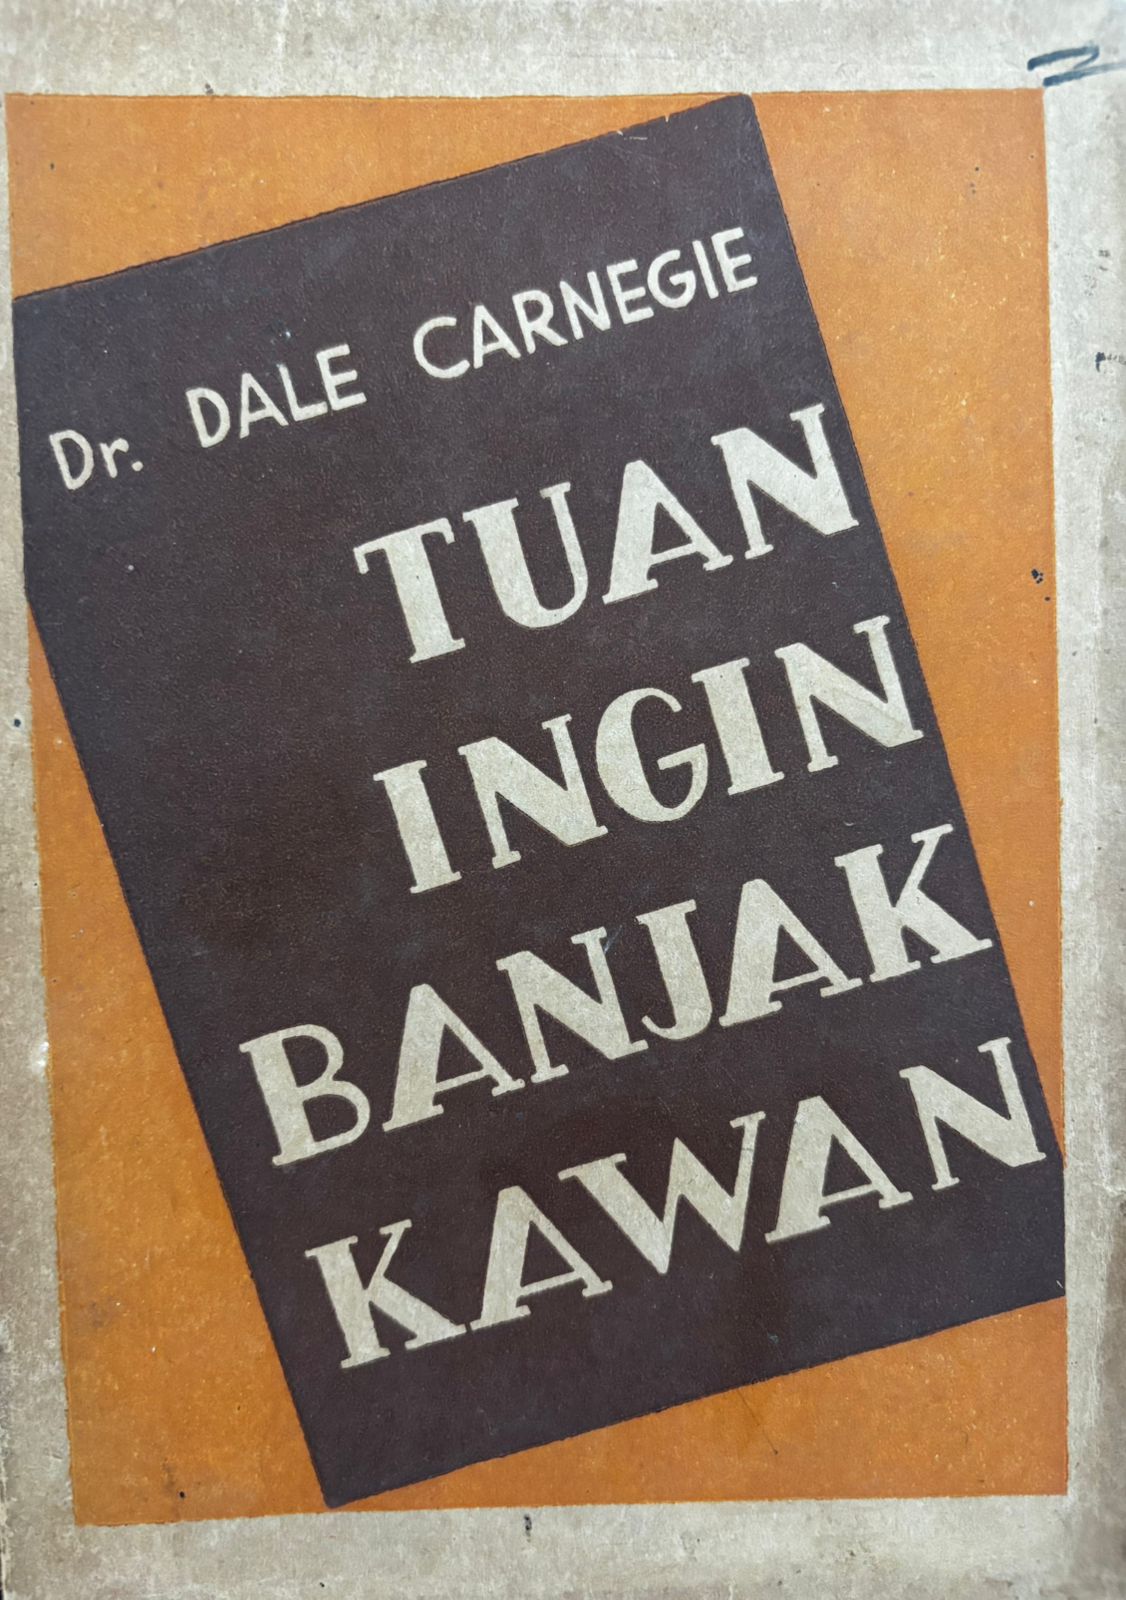 Dr. DALE CARNEGIE
TUAN
INGIN
BANJAK
KAWAN